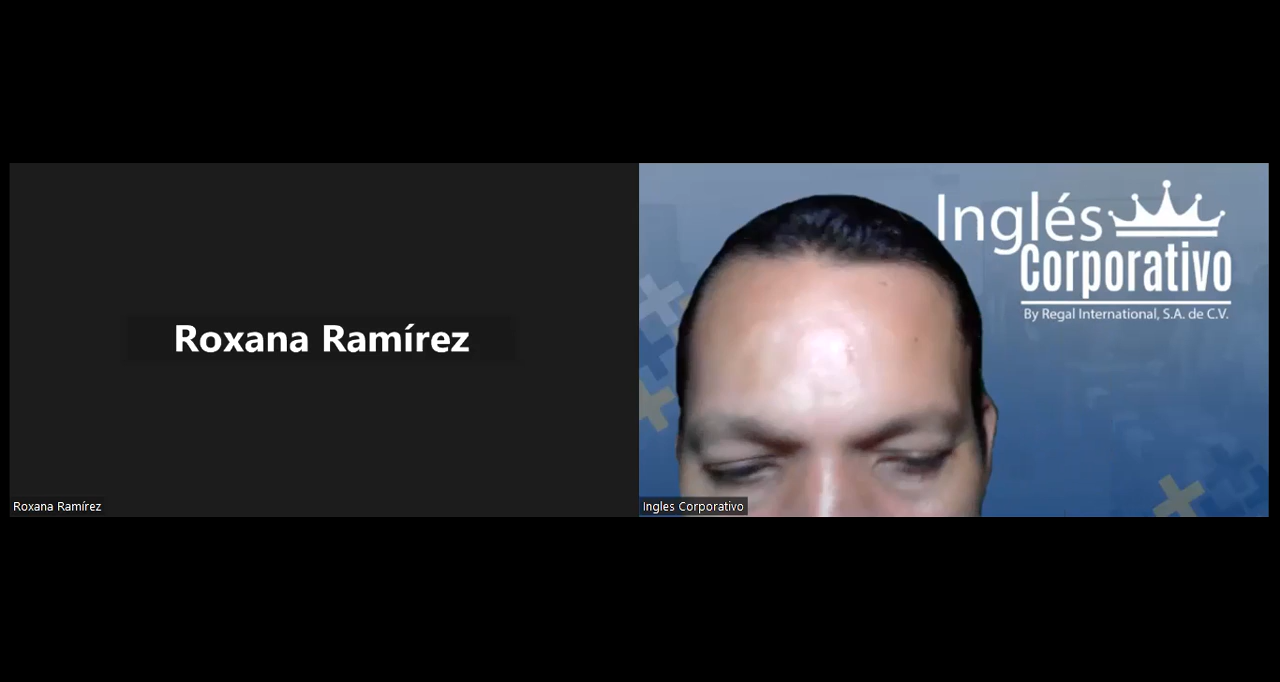 Roxana Ramírez
Roxana Ramírez
Inglés
Corporativo
By Regal International, S.A. de C.V.
Ingles Corporativo